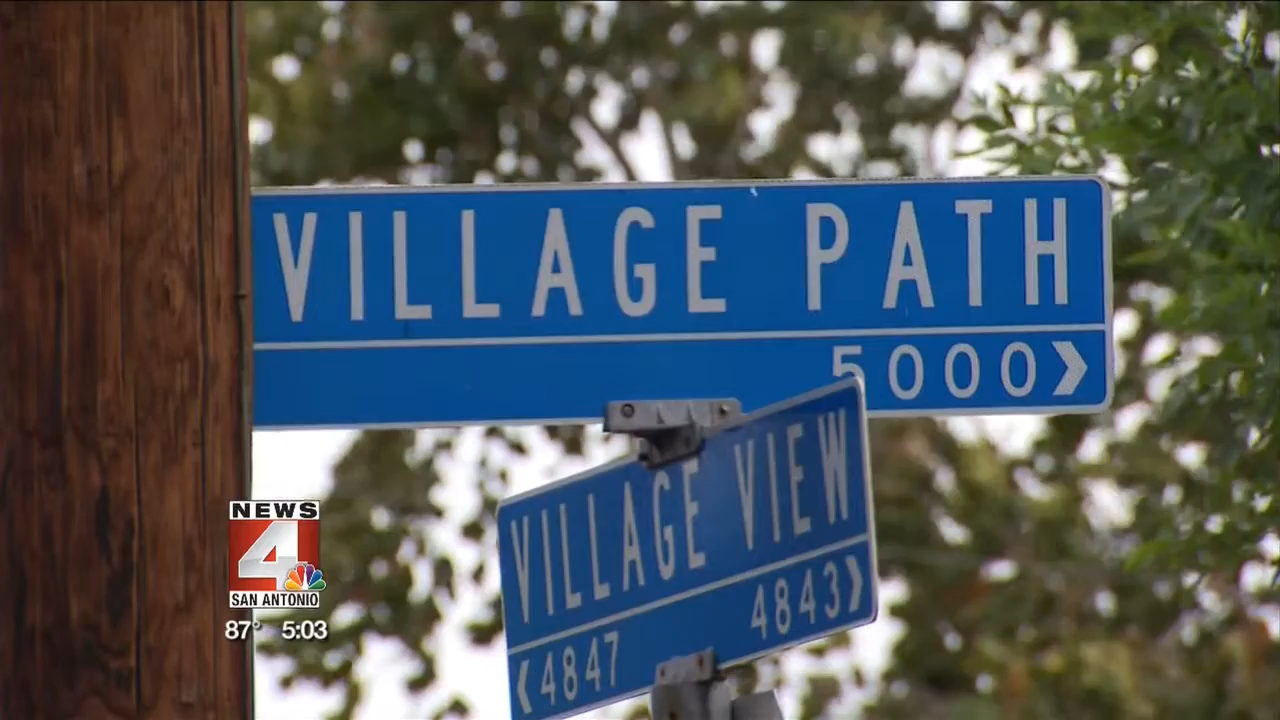 VILLAGE PATH
5000
VILLAGE VIEW
4847 4843
NEWS
4
SAN ANTONIO
87° 5:03